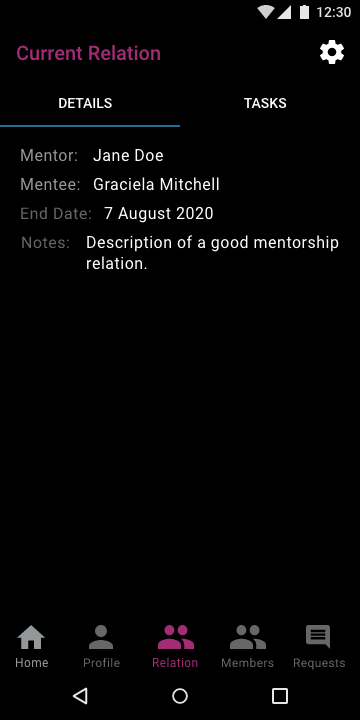 12:30
Current Relation
DETAILS TASKS
Mentor: Jane Doe
Mentee: Graciela Mitchell
End Date: 7 August 2020
Notes: Description of a good mentorship
relation.
Home Profile Relation Members Requests